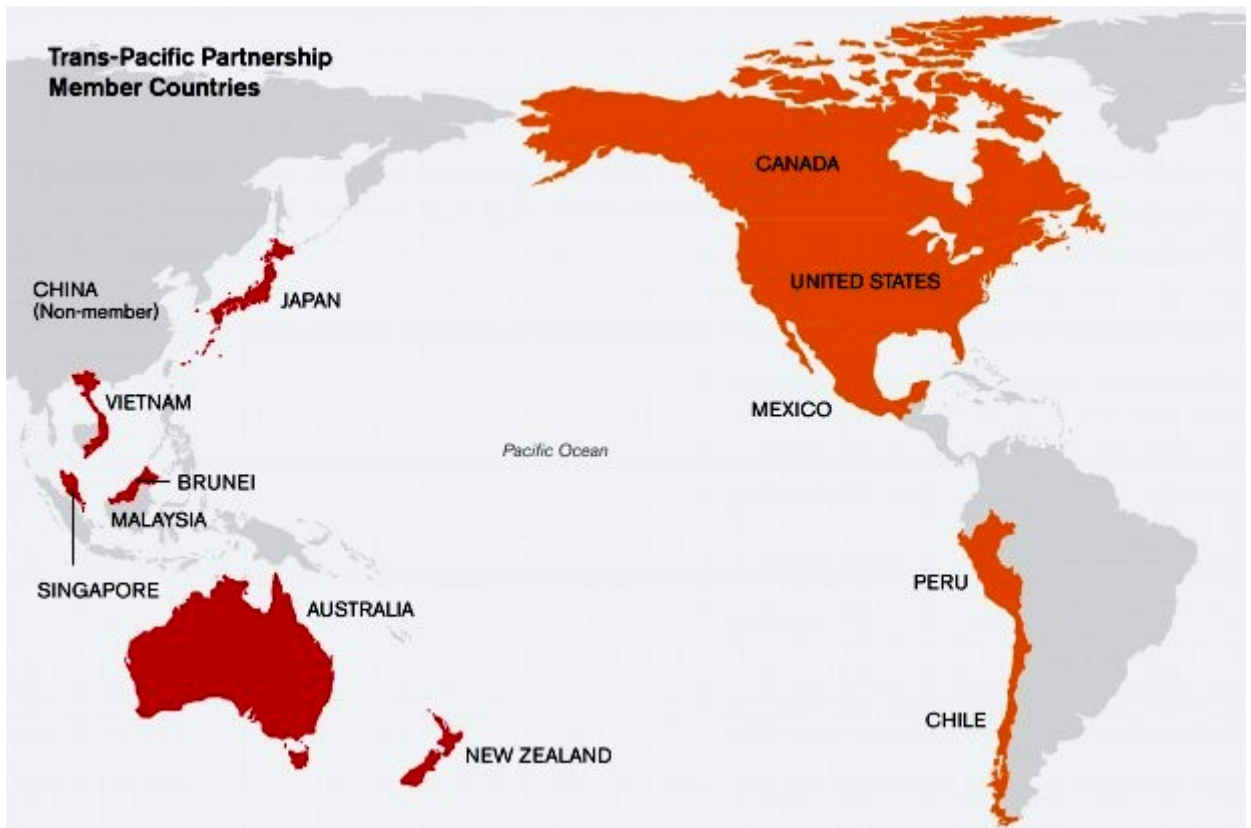 Trans-Pacific Partnership
Member Countries
CANADA
UNITED STATES
CHINA
(Non-member)
JAPAN
VIETNAM
MEXICO
Pacific Ocean
BRUNEI
MALAYSIA
SINGAPORE
AUSTRALIA
PERU
CHILE
NEW ZEALAND